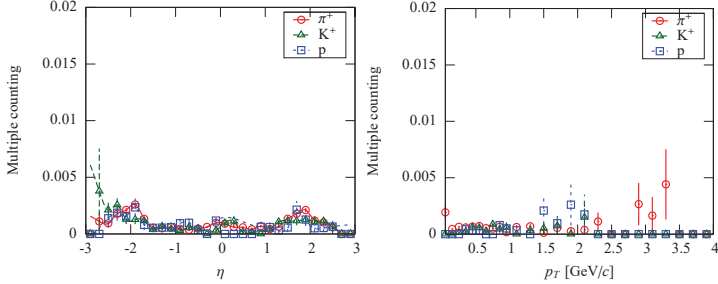 0.02
π+
K+
p
0.015
0.01
0.005
0
Multiple counting
-3 -2 -1 0 1 2 3
η
0.02
π+
K+
p
0.015
0.01
0.005
0
Multiple counting
0.5 1 1.5 2 2.5 3 3.5 4
pT [GeV/c]